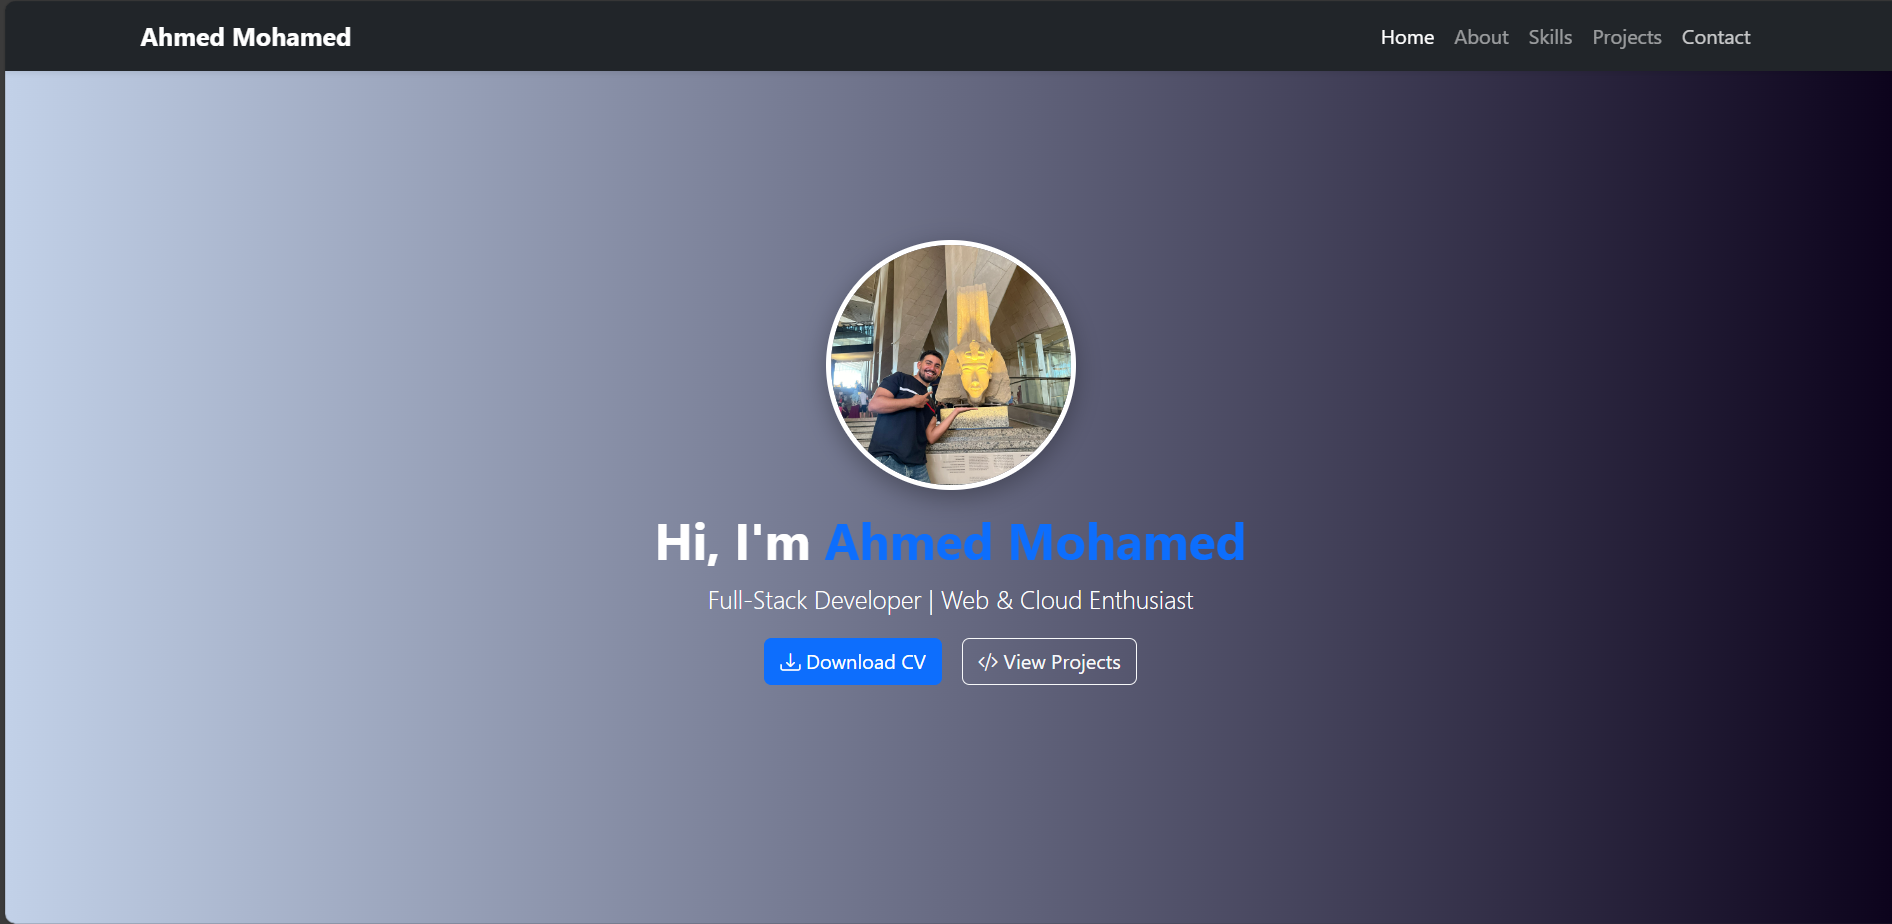 Ahmed Mohamed
Home About Skills Projects Contact
Hi, I'm Ahmed Mohamed
Full-Stack Developer | Web & Cloud Enthusiast
Download CV </> View Projects